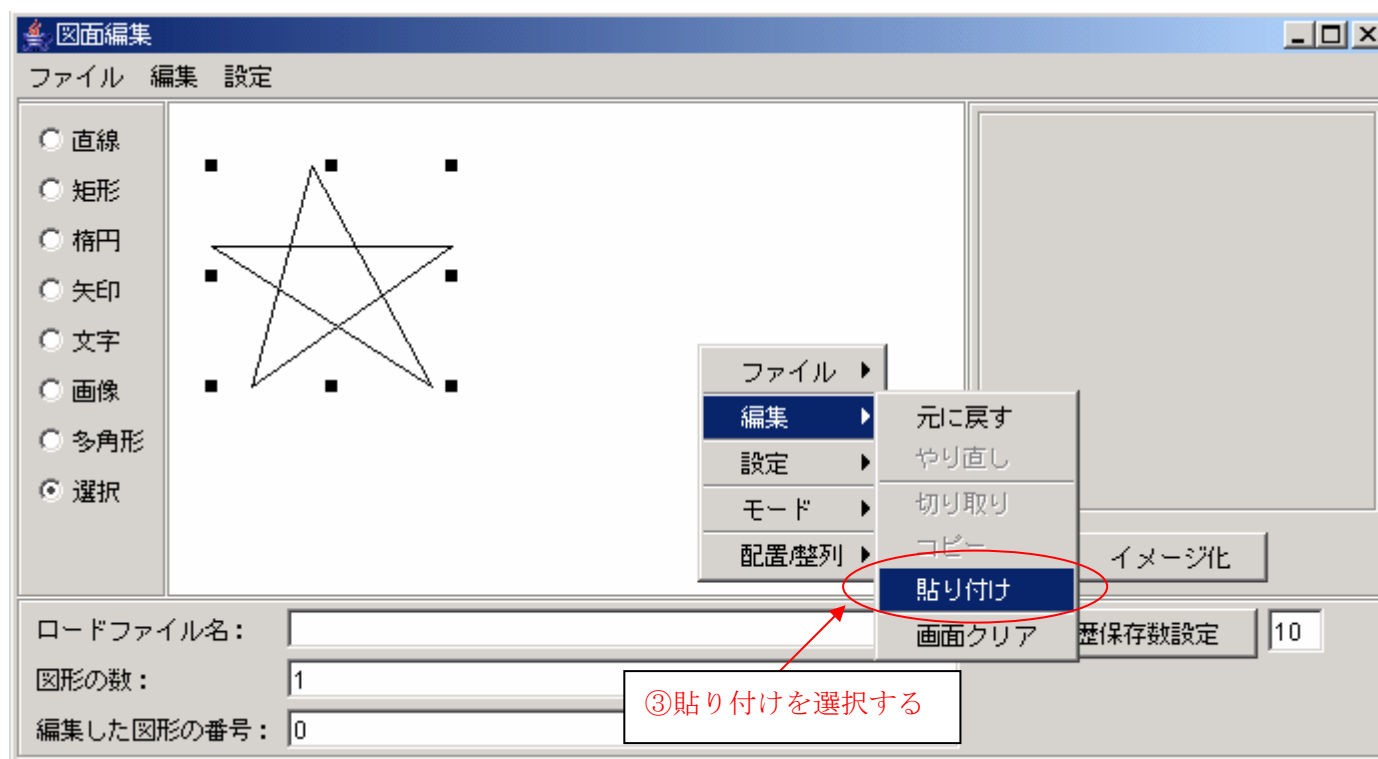 図面編集
ファイル 編集 設定
直線
矩形
楕円
矢印
文字
画像
多角形
選択
ファイル
編集
設定
モード
配置/整列
元に戻す
やり直し
切り取り
コピー
貼り付け
画面クリア
イメージ化
ロードファイル名：
歴保存数設定 10
図形の数： 1
編集した図形の番号： 0
③貼り付けを選択する